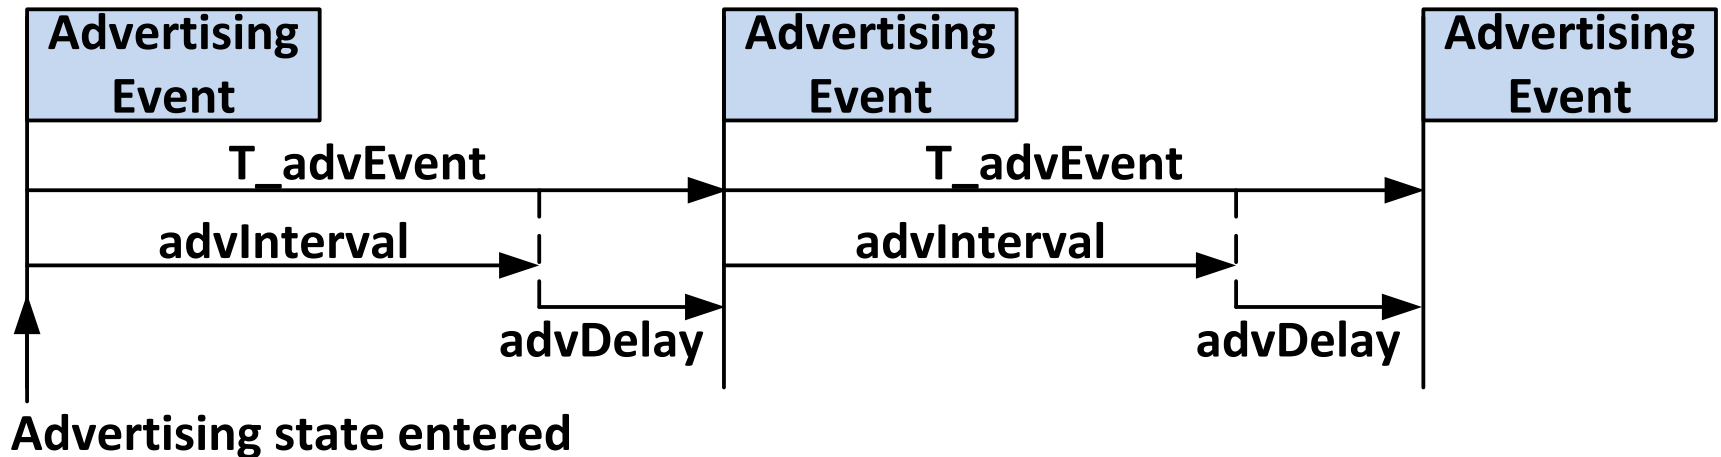 Advertising
Event
Advertising
Event
Advertising
Event
T_advEvent
T_advEvent
advInterval
advInterval
advDelay
advDelay
Advertising state entered